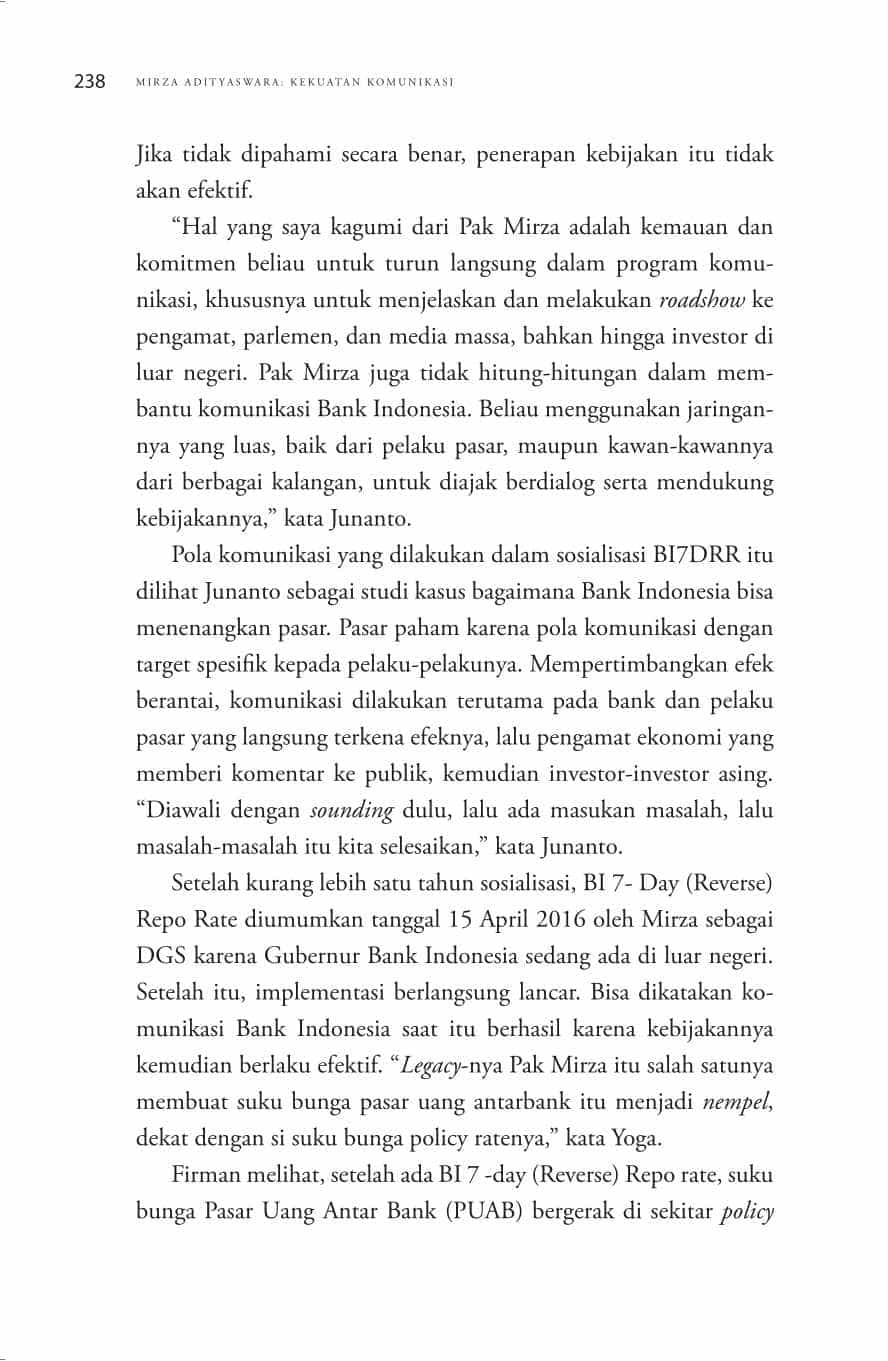 238 MIRZA ADITYASWARA: KEKUATAN KOMUNIKASI
Jika tidak dipahami secara benar, penerapan kebijakan itu tidak
akan efektif.
“Hal yang saya kagumi dari Pak Mirza adalah kemauan dan
komitmen beliau untuk turun langsung dalam program komu-
nikasi, khususnya untuk menjelaskan dan melakukan roadshow ke
pengamat, parlemen, dan media massa, bahkan hingga investor di
luar negeri. Pak Mirza juga tidak hitung-hitungan dalam mem-
bantu komunikasi Bank Indonesia. Beliau menggunakan jaringan-
nya yang luas, baik dari pelaku pasar, maupun kawan-kawannya
dari berbagai kalangan, untuk diajak berdialog serta mendukung
kebijakannya,” kata Junanto.
Pola komunikasi yang dilakukan dalam sosialisasi BI7DRR itu
dilihat Junanto sebagai studi kasus bagaimana Bank Indonesia bisa
menenangkan pasar. Pasar paham karena pola komunikasi dengan
target spesifik kepada pelaku-pelakunya. Mempertimbangkan efek
berantai, komunikasi dilakukan terutama pada bank dan pelaku
pasar yang langsung terkena efeknya, lalu pengamat ekonomi yang
memberi komentar ke publik, kemudian investor-investor asing.
“Diawali dengan sounding dulu, lalu ada masukan masalah, lalu
masalah-masalah itu kita selesaikan,” kata Junanto.
Setelah kurang lebih satu tahun sosialisasi, BI 7- Day (Reverse)
Repo Rate diumumkan tanggal 15 April 2016 oleh Mirza sebagai
DGS karena Gubernur Bank Indonesia sedang ada di luar negeri.
Setelah itu, implementasi berlangsung lancar. Bisa dikatakan ko-
munikasi Bank Indonesia saat itu berhasil karena kebijakannya
kemudian berlaku efektif. “Legacy-nya Pak Mirza itu salah satunya
membuat suku bunga pasar uang antarbank itu menjadi nempel,
dekat dengan si suku bunga policy ratenya,” kata Yoga.
Firman melihat, setelah ada BI 7 -day (Reverse) Repo rate, suku
bunga Pasar Uang Antar Bank (PUAB) bergerak di sekitar policy